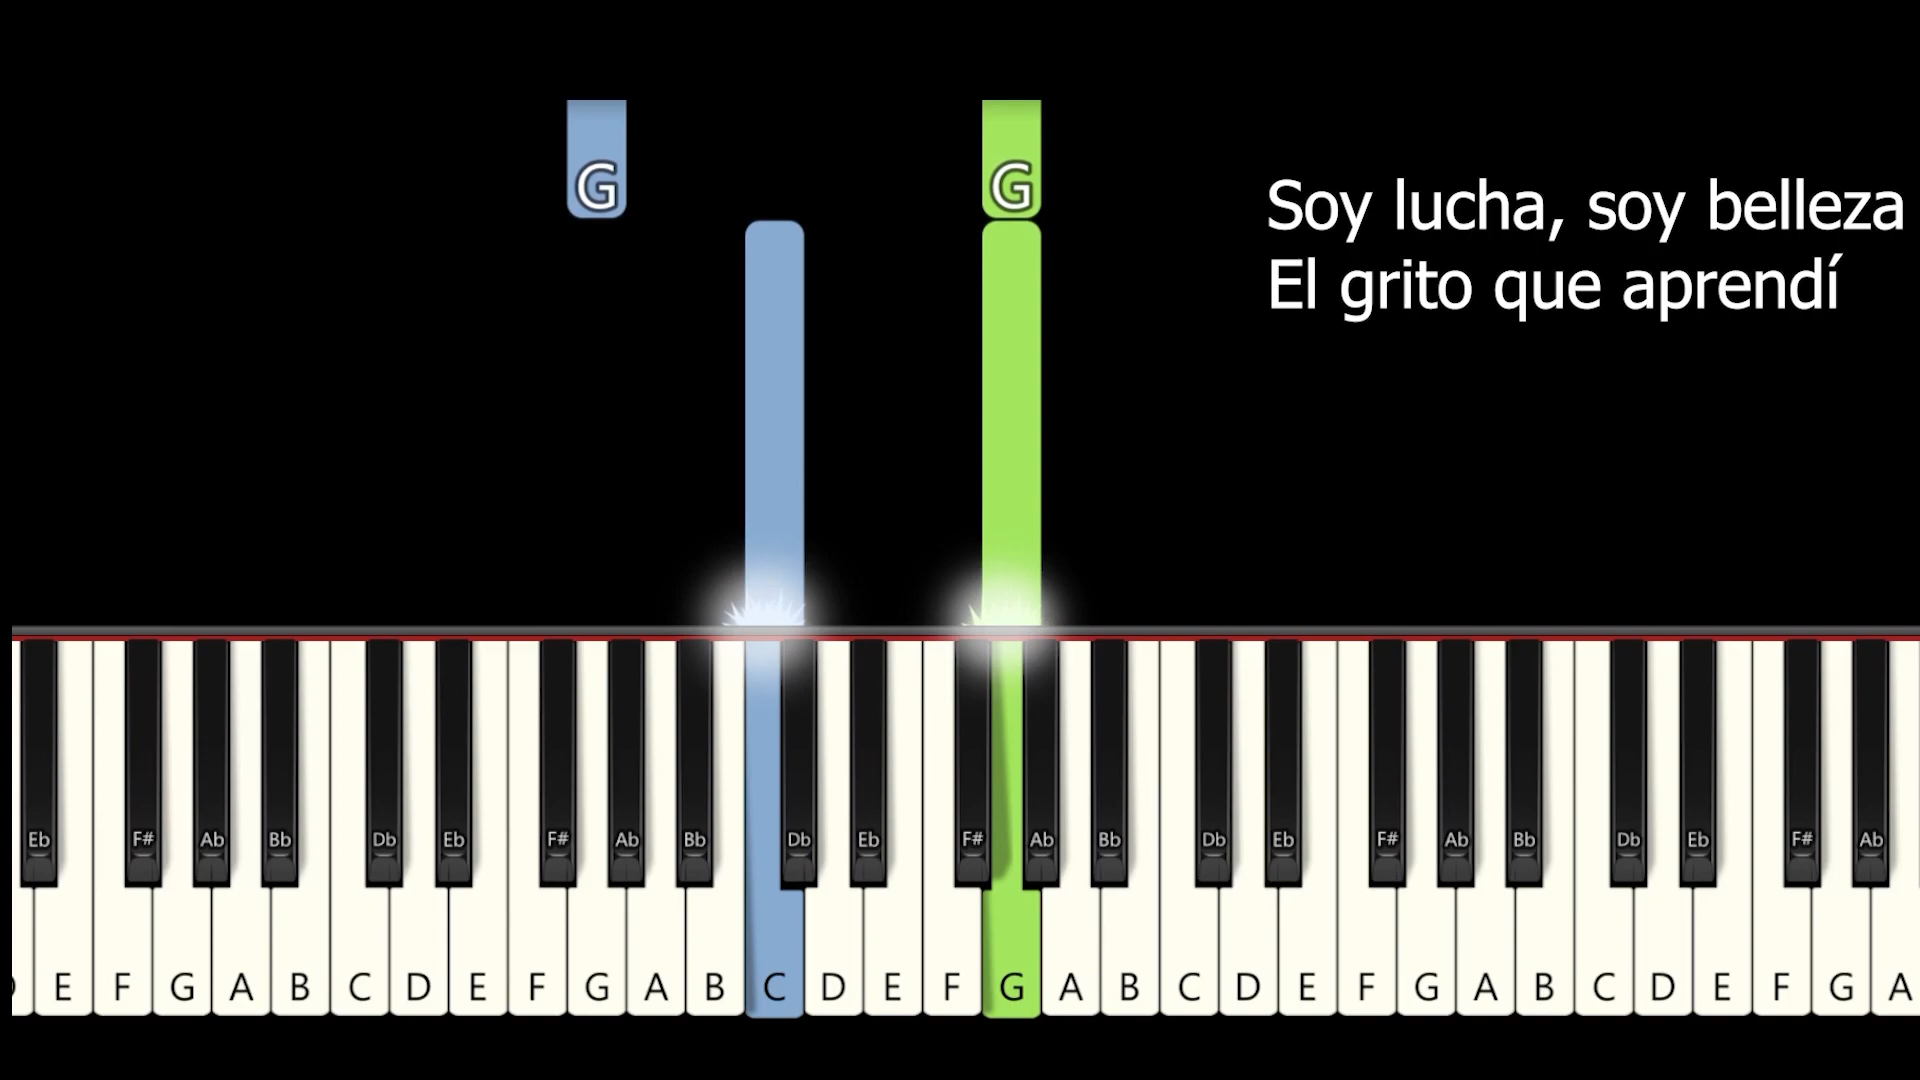 G G
Soy lucha, soy belleza
El grito que aprendí
Eb F# Ab Bb Db Eb F# Ab Bb Db Eb F# Ab Bb Db Eb F# Ab Bb Db Eb F# Ab
E F G A B C D E F G A B C D E F G A B C D E F G A B C D E F G A